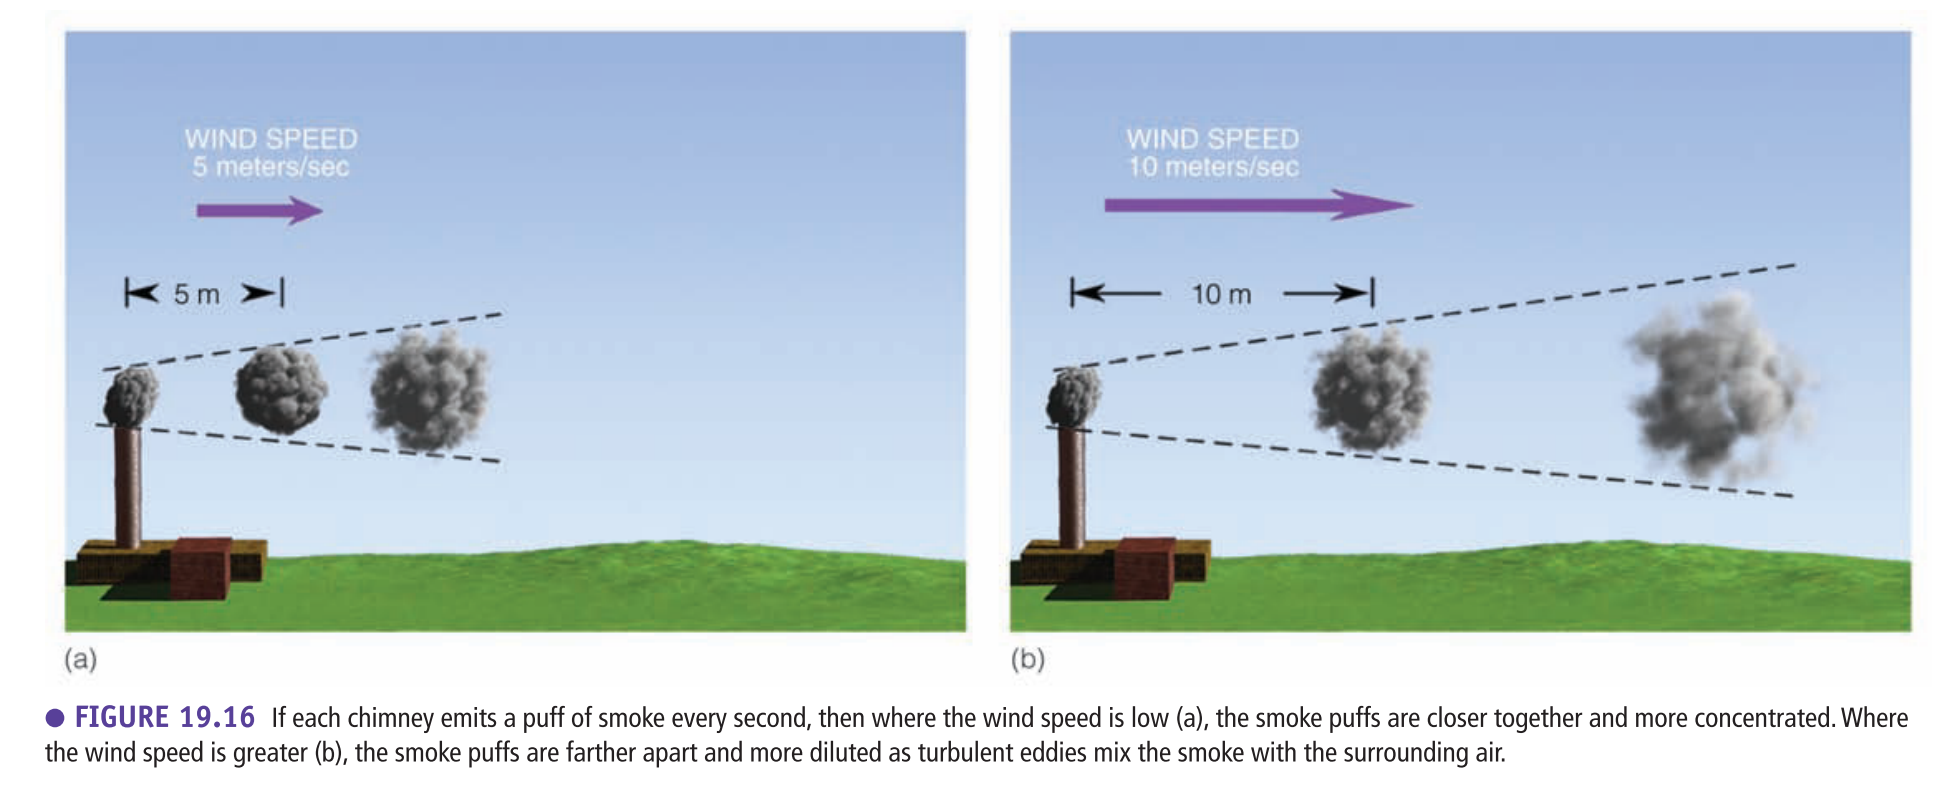 WIND SPEED
5 meters/sec
5 m
(a)
WIND SPEED
10 meters/sec
10 m
(b)
● FIGURE 19.16 If each chimney emits a puff of smoke every second, then where the wind speed is low (a), the smoke puffs are closer together and more concentrated. Where
the wind speed is greater (b), the smoke puffs are farther apart and more diluted as turbulent eddies mix the smoke with the surrounding air.